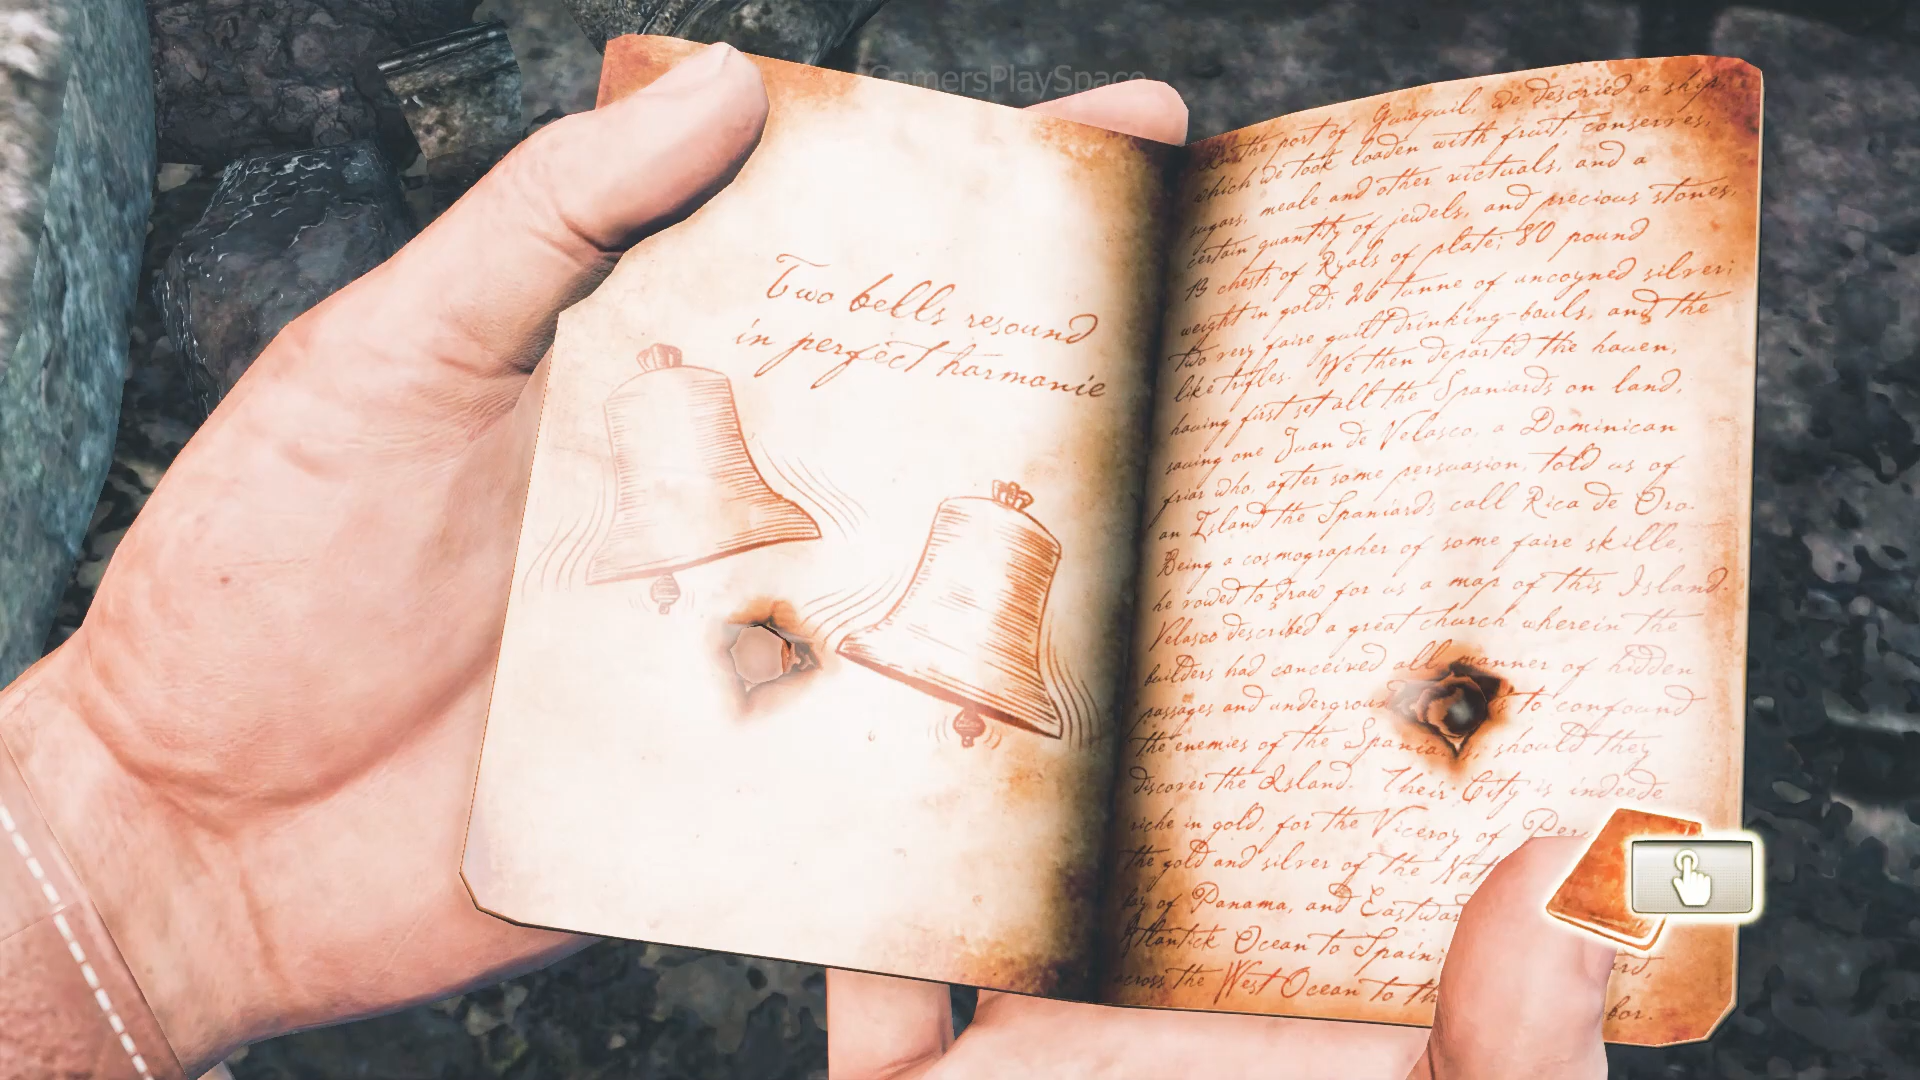 GamersPlaySpace
Two bells resound
in perfect harmonie
the port of Guiaquil, we descried a ship,
which we took loaden with fruit, conserves,
sugars, meale and other victuals, and a
certain quantity of jewels, and precious stones,
13 chests of Ryals of plate; 80 pound
weight in gold; 26 tunne of uncoyned silver;
two very faire guilt drinking-bouls, and the
like trifles. We then departed the haven,
having first set all the Spaniards on land,
saving one Juan de Velasco, a Dominican
friar who, after some persuasion, told us of
an Island the Spaniards call Rica de Oro.
Being a cosmographer of some faire skille,
he vowed to draw for us a map of this Island.
Velasco described a great church wherein the
builders had conceived all manner of hidden
passages and to confound
the enemies of the should they
discover the Island. Their City is indeede
riche in gold, for the Viceroy of
the gold and silver of the
bay of Panama, and
Atlantick Ocean to Spain;
across the West Ocean to